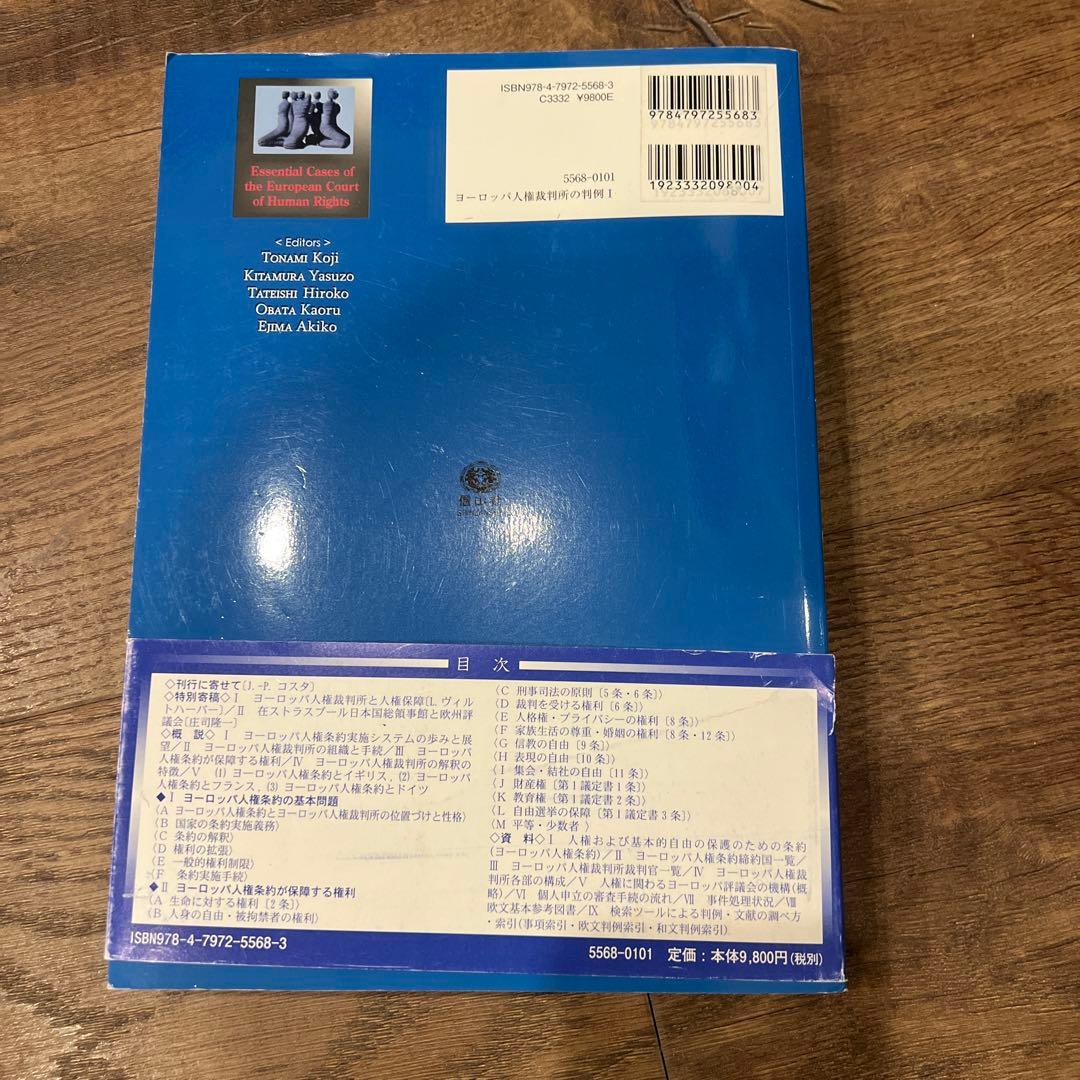 Essential Cases of
the European Court
of Human Rights
< Editors >
TONAMI Koji
KITAMURA Yasuzo
TATEISHI Hiroko
OBATA Kaoru
EJIMA Akiko
ISBN978-4-7972-5568-3
C3332 ¥9800E
9784797255683
5568-0101
ヨーロッパ人権裁判所の判例 I
1923332098004
信山社
目 次
◇刊行に寄せて〔J.-P. コスタ〕
◇特別寄稿◇Ⅰ ヨーロッパ人権裁判所と人権保障〔L. ヴィル
トハーバー〕／Ⅱ 在ストラスブール日本国総領事館と欧州評
議会〔庄司隆一〕
◇概 説◇ Ⅰ ヨーロッパ人権条約実施システムの歩みと展
望／Ⅱ ヨーロッパ人権裁判所の組織と手続／Ⅲ ヨーロッパ
人権条約が保障する権利／Ⅳ ヨーロッパ人権裁判所の解釈の
特徴／Ⅴ (1) ヨーロッパ人権条約とイギリス, (2) ヨーロッパ
人権条約とフランス, (3) ヨーロッパ人権条約とドイツ
◆Ⅰ ヨーロッパ人権条約の基本問題
〈A ヨーロッパ人権条約とヨーロッパ人権裁判所の位置づけと性格〉
〈B 国家の条約実施義務〉
〈C 条約の解釈〉
〈D 権利の拡張〉
〈E 一般的権利制限〉
〈F 条約実施手続〉
◆Ⅱ ヨーロッパ人権条約が保障する権利
〈A 生命に対する権利〔2条〕〉
〈B 人身の自由・被拘禁者の権利〉
〈C 刑事司法の原則〔5条・6条〕〉
〈D 裁判を受ける権利〔6条〕〉
〈E 人格権・プライバシーの権利〔8条〕〉
〈F 家族生活の尊重・婚姻の権利〔8条・12条〕〉
〈G 信教の自由〔9条〕〉
〈H 表現の自由〔10条〕〉
〈I 集会・結社の自由〔11条〕〉
〈J 財産権〔第1議定書1条〕〉
〈K 教育権〔第1議定書2条〕〉
〈L 自由選挙の保障〔第1議定書3条〕〉
〈M 平等・少数者 〉
◇資 料◇Ⅰ 人権および基本的自由の保護のための条約
(ヨーロッパ人権条約)／Ⅱ ヨーロッパ人権条約締約国一覧／
Ⅲ ヨーロッパ人権裁判所裁判官一覧／Ⅳ ヨーロッパ人権裁
判所各部の構成／Ⅴ 人権に関わるヨーロッパ評議会の機構(概
略)／Ⅵ 個人申立の審査手続の流れ／Ⅶ 事件処理状況／Ⅷ
欧文基本参考図書／Ⅸ 検索ツールによる判例・文献の調べ方
・索引(事項索引・欧文判例索引・和文判例索引)
ISBN978-4-7972-5568-3
5568-0101 定価：本体9,800円(税別)